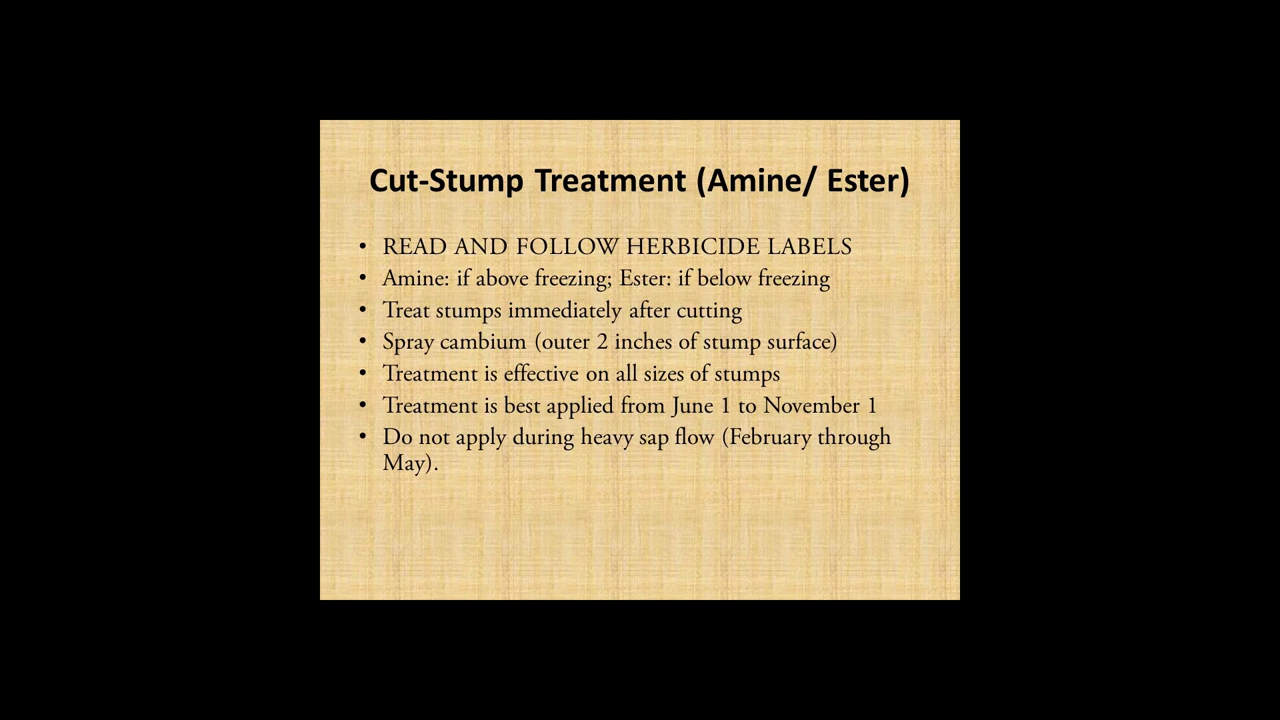 Cut-Stump Treatment (Amine/ Ester)
• READ AND FOLLOW HERBICIDE LABELS
• Amine: if above freezing; Ester: if below freezing
• Treat stumps immediately after cutting
• Spray cambium (outer 2 inches of stump surface)
• Treatment is effective on all sizes of stumps
• Treatment is best applied from June 1 to November 1
• Do not apply during heavy sap flow (February through
May).